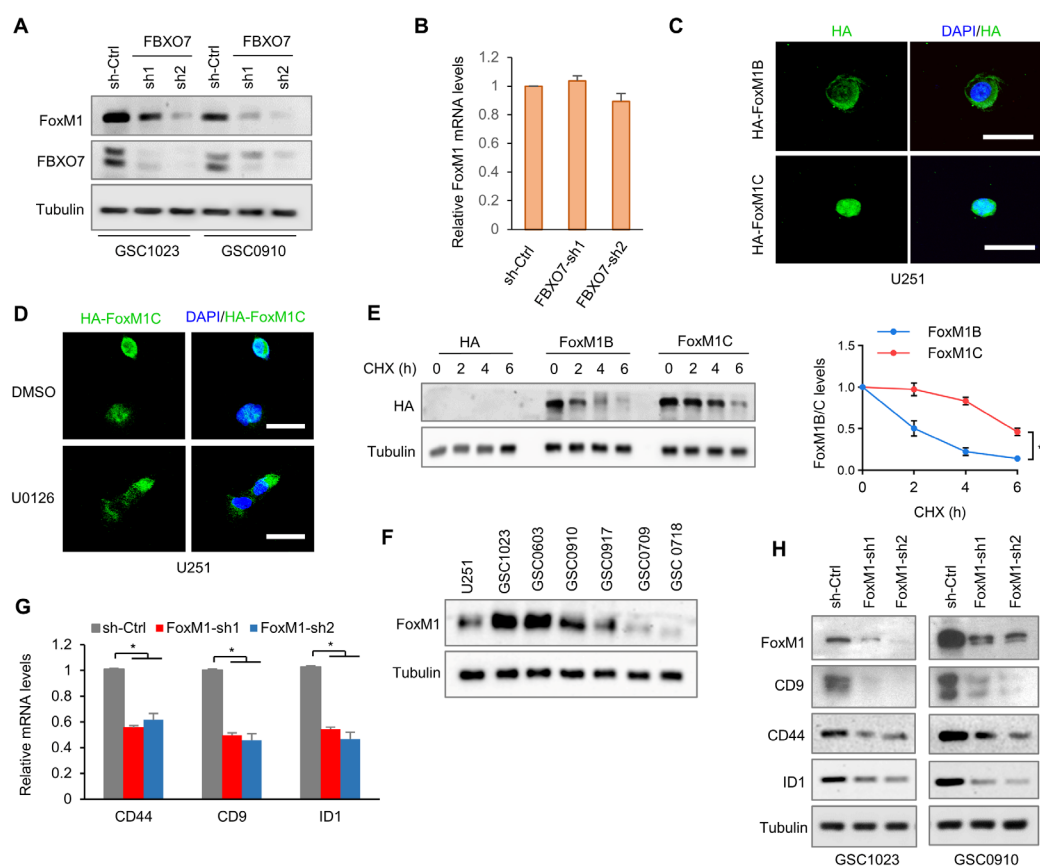 A
FBXO7
sh-Ctrl sh1 sh2 sh-Ctrl sh1 sh2
FoxM1
FBXO7
Tubulin
GSC1023 GSC0910
B
Relative FoxM1 mRNA levels
1.2
1
0.8
0.6
0.4
0.2
0
sh-Ctrl FBXO7-sh1 FBXO7-sh2
C
HA DAPI/HA
HA-FoxM1B
HA-FoxM1C
U251
D
HA-FoxM1C DAPI/HA-FoxM1C
DMSO
U0126
U251
E
HA FoxM1B FoxM1C
CHX (h) 0 2 4 6 0 2 4 6 0 2 4 6
HA
Tubulin
FoxM1B
FoxM1C
FoxM1B/C levels
1.5
1.0
0.5
0.0
0 2 4 6
CHX (h)
*
F
U251 GSC1023 GSC0603 GSC0910 GSC0917 GSC0709 GSC 0718
FoxM1
Tubulin
G
sh-Ctrl FoxM1-sh1 FoxM1-sh2
Relative mRNA levels
1.2
1
0.8
0.6
0.4
0.2
0
* * *
CD44 CD9 ID1
H
sh-Ctrl FoxM1-sh1 FoxM1-sh2 sh-Ctrl FoxM1-sh1 FoxM1-sh2
FoxM1
CD9
CD44
ID1
Tubulin
GSC1023 GSC0910